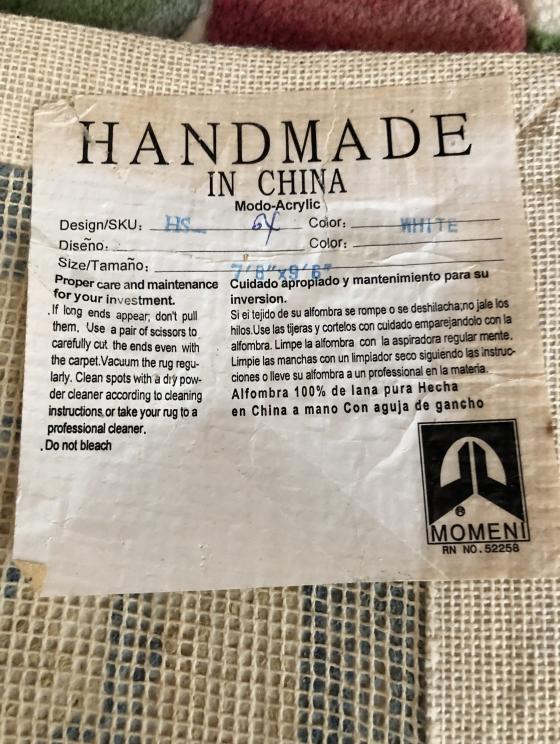 HANDMADE
IN CHINA
Modo-Acrylic
Design/SKU: HS_ Color: WHITE
Diseño: Color:
Size/Tamaño: 7'8"x9'6"
Proper care and maintenance
for your investment.
.If long ends appear; don't pull
them. Use a pair of scissors to
carefully cut the ends even with
the carpet.Vacuum the rug regu-
larly. Clean spots with a dry pow-
der cleaner according to cleaning
instructions or take your rug to a
professional cleaner.
.Do not bleach
Cuidado apropiado y mantenimiento para su
inversion.
Si ei tejido de su alfombra se rompo o se deshilacha;no jale los
hilos.Use las tijeras y cortelos con cuidado emparejandolo con la
alfombra. Limpe la alfombra con la aspiradora regular mente.
Limpie las manchas con un limpiador seco siguiendo las instruc-
ciones o lleve su alfombra a un professional en la materia.
Alfombra 100% de lana pura Hecha
en China a mano Con aguja de gancho
®
MOMENI
RN NO.52258